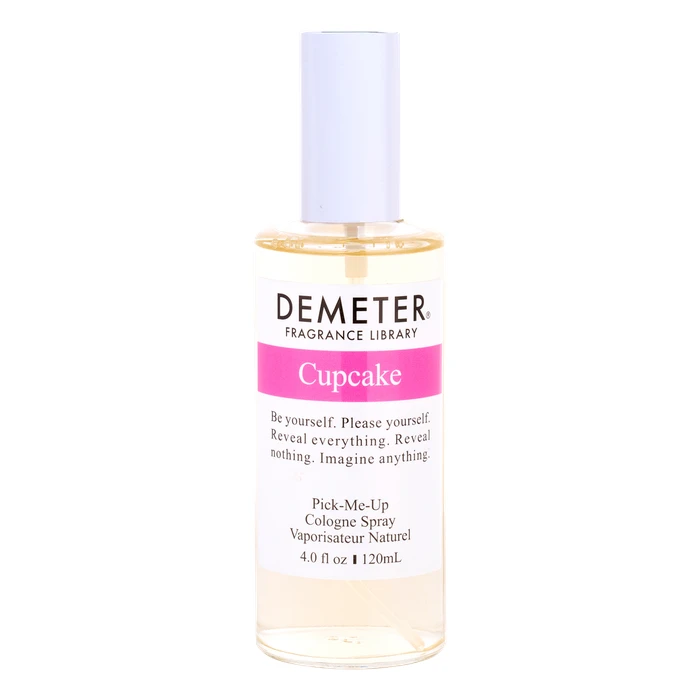 DEMETER®
FRAGRANCE LIBRARY
Cupcake
Be yourself. Please yourself.
Reveal everything. Reveal
nothing. Imagine anything.
Pick-Me-Up
Cologne Spray
Vaporisateur Naturel
4.0 fl oz ❙ 120mL